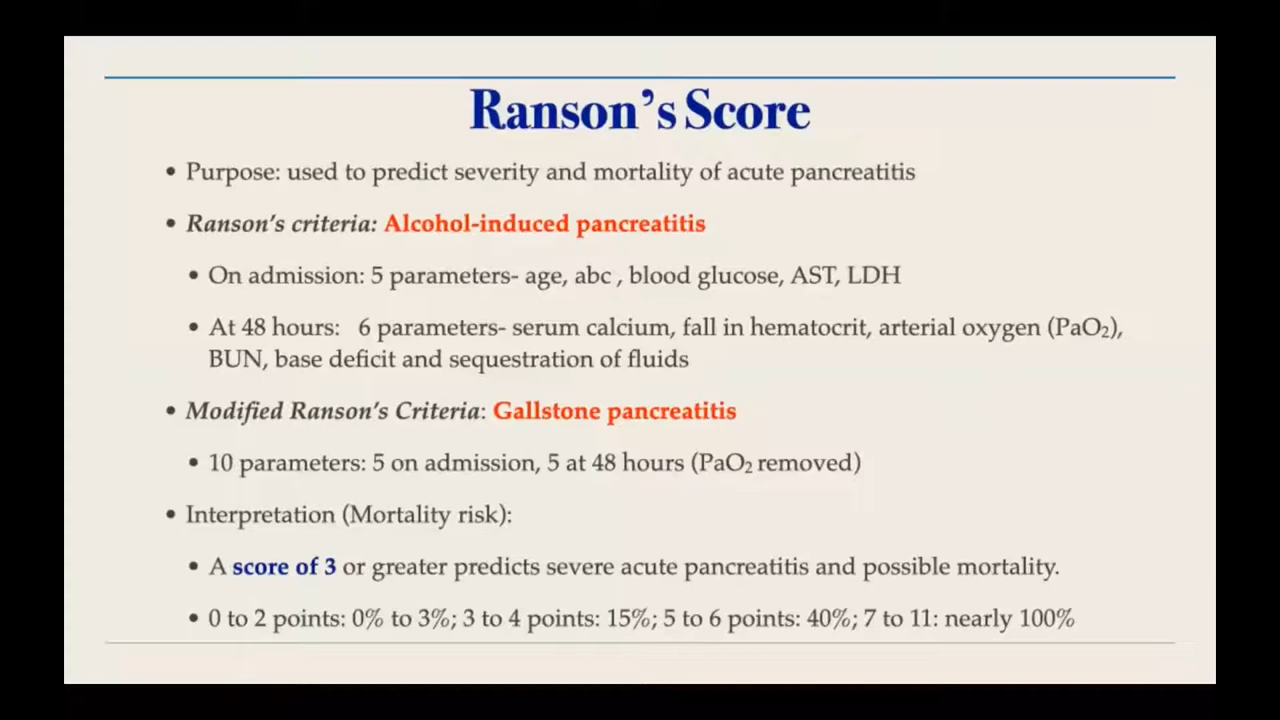 Ranson’s Score
• Purpose: used to predict severity and mortality of acute pancreatitis
• Ranson’s criteria: Alcohol-induced pancreatitis
• On admission: 5 parameters- age, abc , blood glucose, AST, LDH
• At 48 hours: 6 parameters- serum calcium, fall in hematocrit, arterial oxygen (PaO₂),
BUN, base deficit and sequestration of fluids
• Modified Ranson’s Criteria: Gallstone pancreatitis
• 10 parameters: 5 on admission, 5 at 48 hours (PaO₂ removed)
• Interpretation (Mortality risk):
• A score of 3 or greater predicts severe acute pancreatitis and possible mortality.
• 0 to 2 points: 0% to 3%; 3 to 4 points: 15%; 5 to 6 points: 40%; 7 to 11: nearly 100%